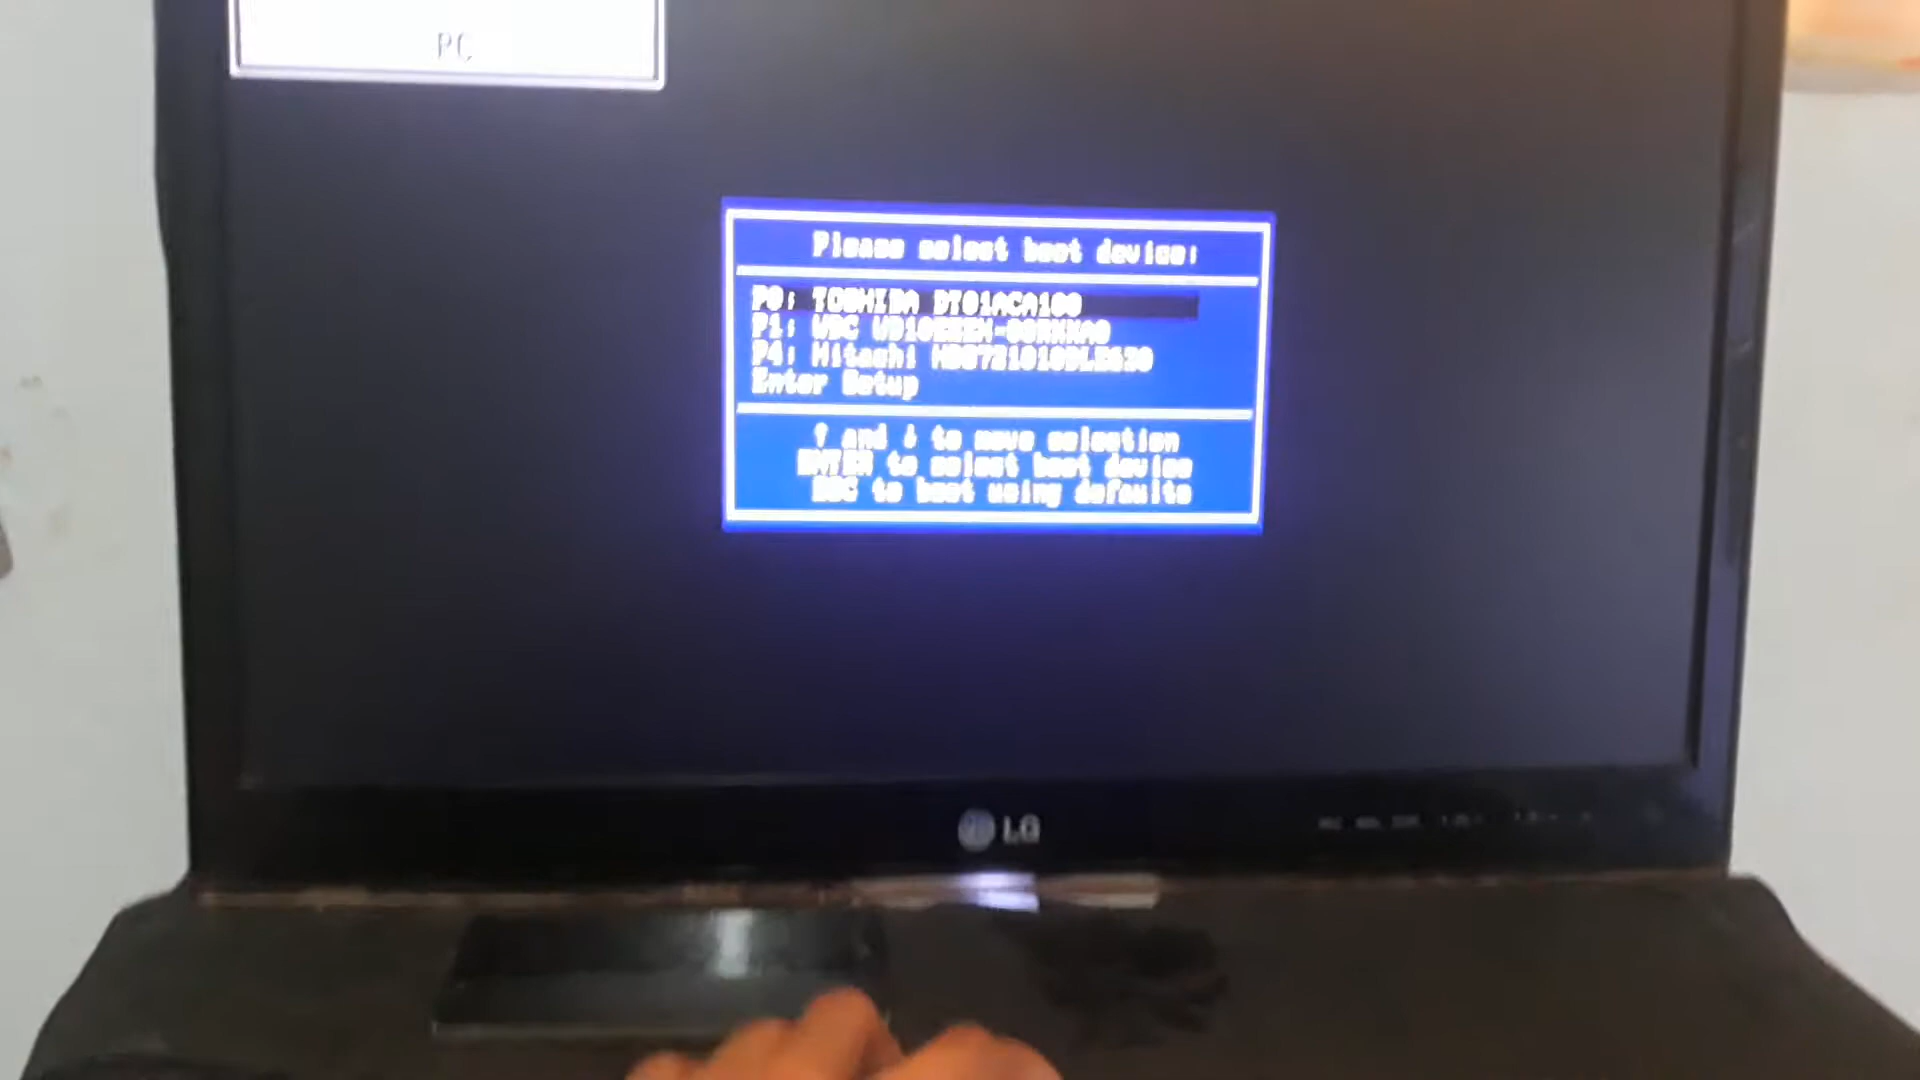 PC
Please select boot device:
P0: TOSHIBA DT01ACA100
P1: WDC
P4: Hitachi
Enter Setup
↑ and ↓ to move selection
ENTER to select boot device
ESC to boot using defaults
LG